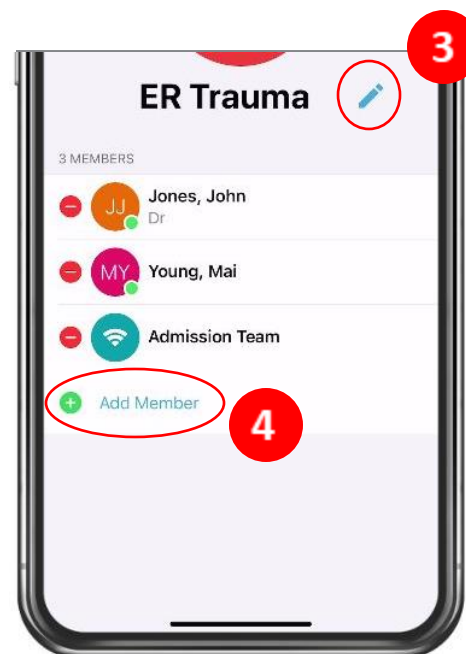 3
ER Trauma
3 MEMBERS
JJ
Jones, John
Dr
MY
Young, Mai
Admission Team
Add Member
4